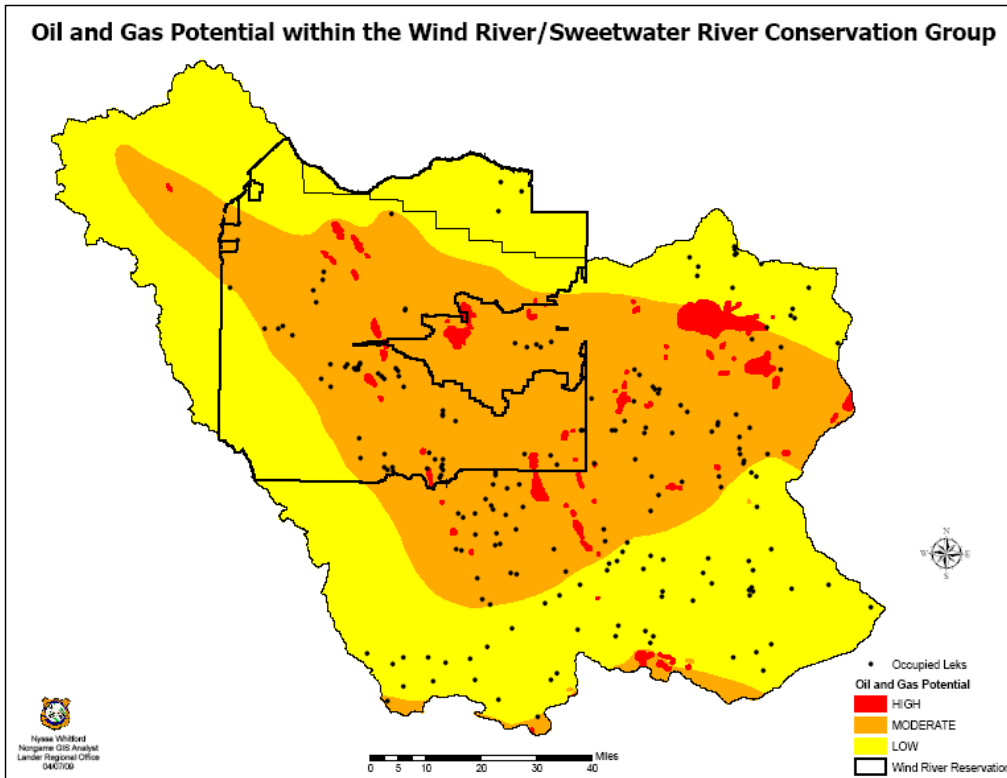 Oil and Gas Potential within the Wind River/Sweetwater River Conservation Group
N
W E
S
Occupied Leks
Oil and Gas Potential
HIGH
MODERATE
LOW
Wind River Reservation
Nyssa Whitford
Nongame GIS Analyst
Lander Regional Office
04/07/09
Miles
0 5 10 20 30 40